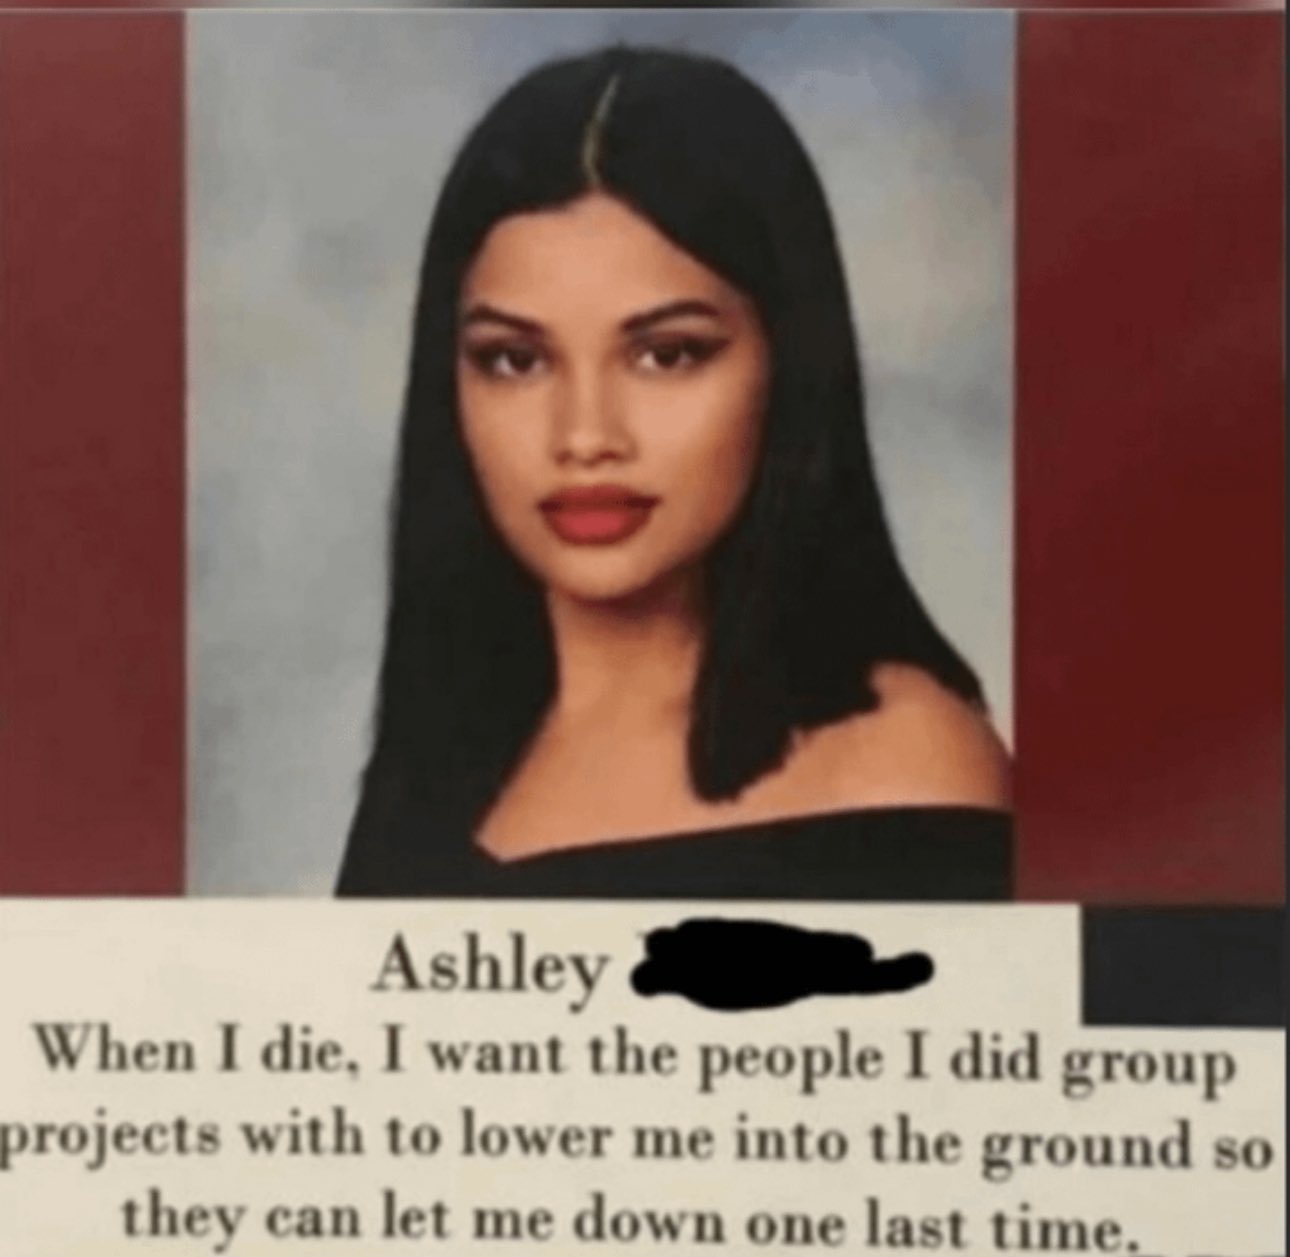 Ashley
When I die, I want the people I did group
projects with to lower me into the ground so
they can let me down one last time.